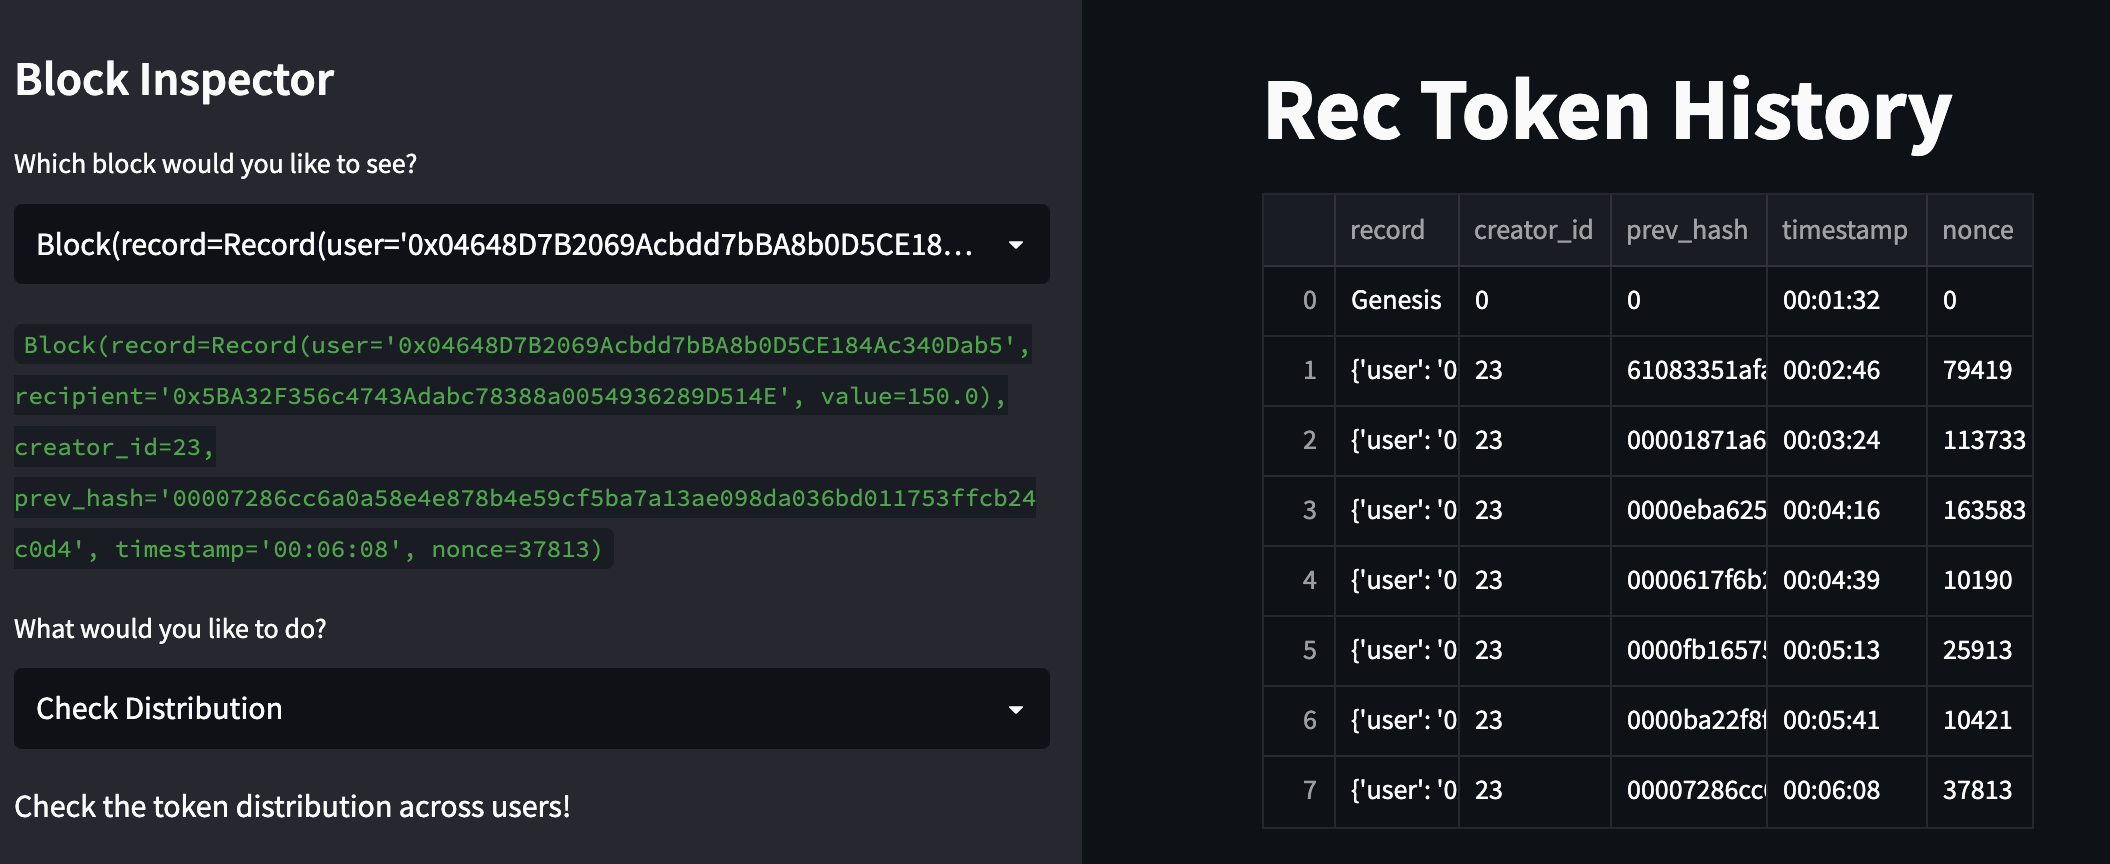 Block Inspector
Which block would you like to see?
Block(record=Record(user='0x04648D7B2069Acbdd7bBA8b0D5CE18...
Block(record=Record(user='0x04648D7B2069Acbdd7bBA8b0D5CE184Ac340Dab5',
recipient='0x5BA32F356c4743Adabc78388a0054936289D514E', value=150.0),
creator_id=23,
prev_hash='00007286cc6a0a58e4e878b4e59cf5ba7a13ae098da036bd011753ffcb24
c0d4', timestamp='00:06:08', nonce=37813)
What would you like to do?
Check Distribution
Check the token distribution across users!
Rec Token History
record creator_id prev_hash timestamp nonce
0 Genesis 0 0 00:01:32 0
1 {'user': '0 23 61083351afa 00:02:46 79419
2 {'user': '0 23 00001871a6 00:03:24 113733
3 {'user': '0 23 0000eba625 00:04:16 163583
4 {'user': '0 23 0000617f6b2 00:04:39 10190
5 {'user': '0 23 0000fb16575 00:05:13 25913
6 {'user': '0 23 0000ba22f8f 00:05:41 10421
7 {'user': '0 23 00007286cc6 00:06:08 37813